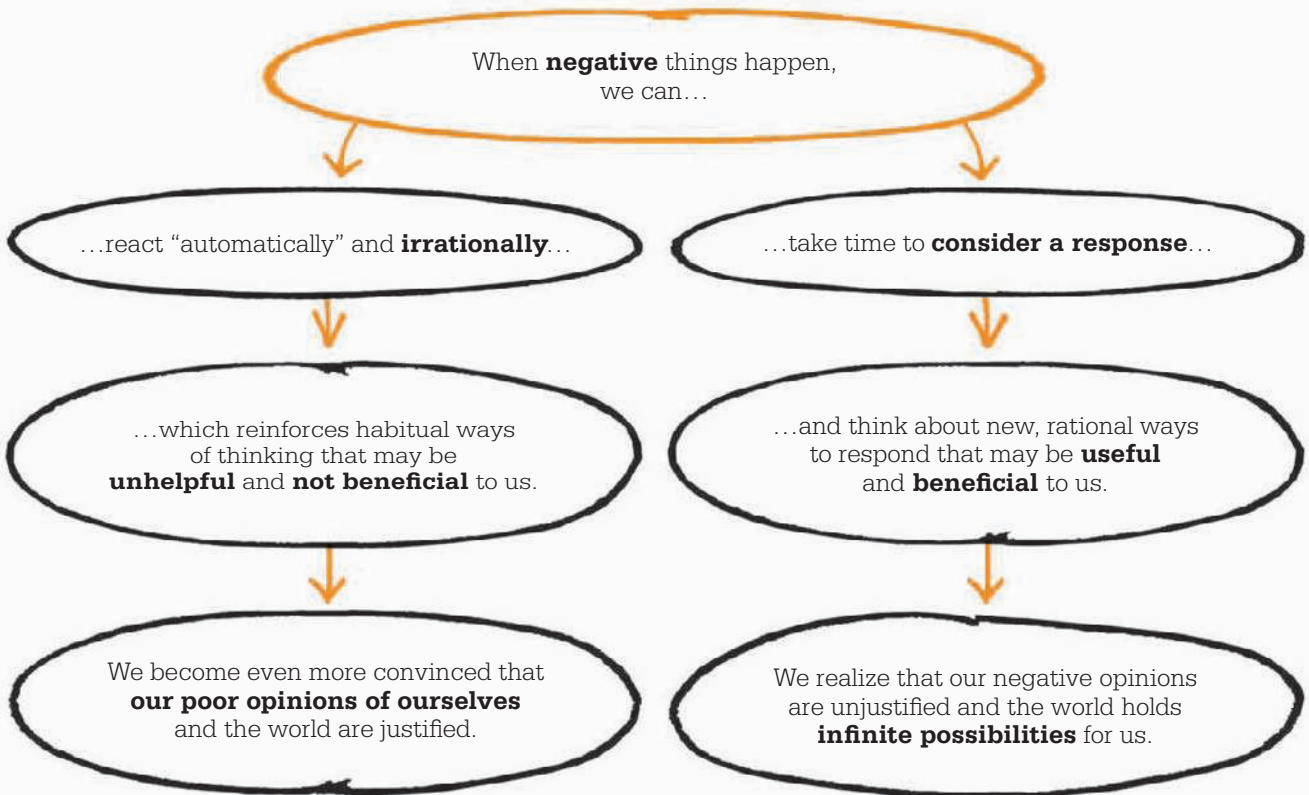 When negative things happen,
we can…
…react “automatically” and irrationally…
…take time to consider a response…
…which reinforces habitual ways
of thinking that may be
unhelpful and not beneficial to us.
…and think about new, rational ways
to respond that may be useful
and beneficial to us.
We become even more convinced that
our poor opinions of ourselves
and the world are justified.
We realize that our negative opinions
are unjustified and the world holds
infinite possibilities for us.